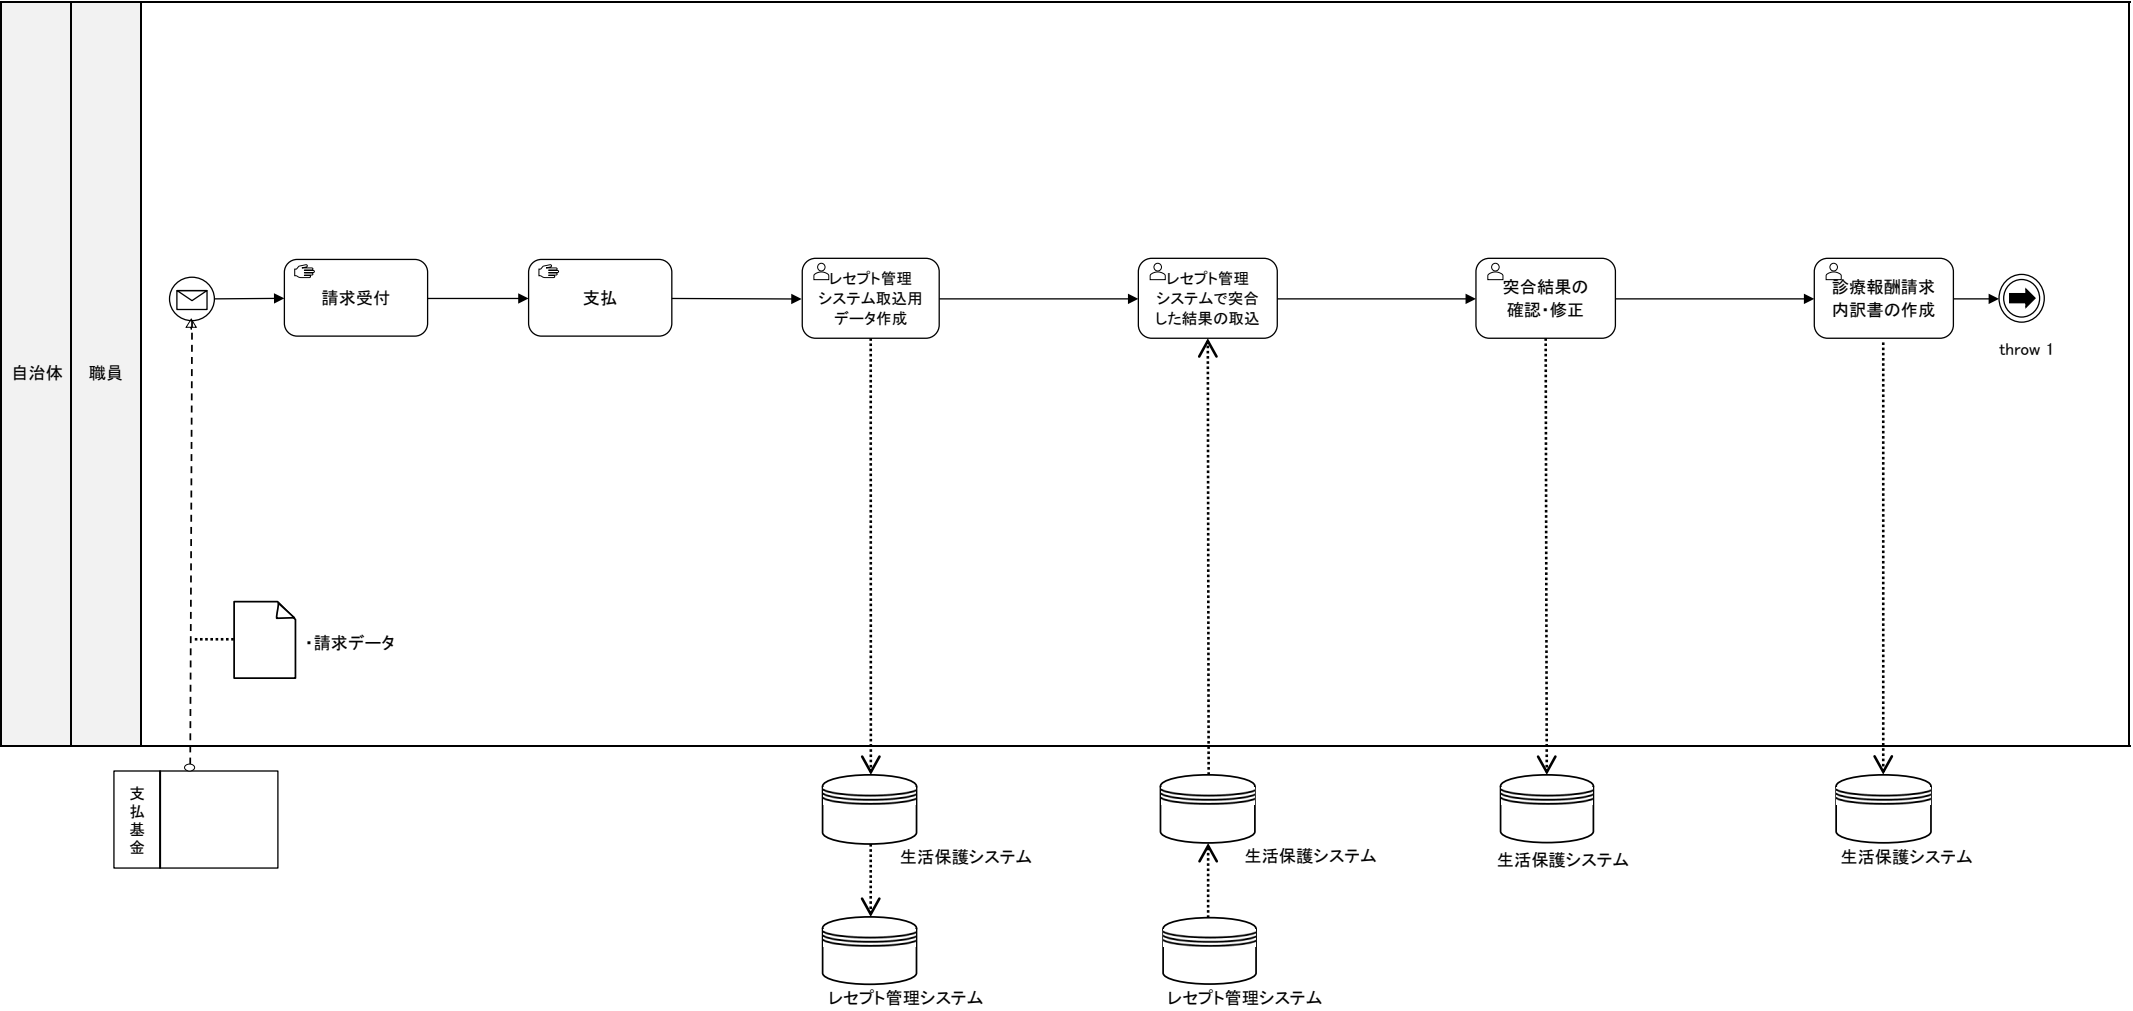 自治体
職員
請求受付
支払
レセプト管理
システム取込用
データ作成
レセプト管理
システムで突合
した結果の取込
突合結果の
確認・修正
診療報酬請求
内訳書の作成
throw 1
・請求データ
支払基金
生活保護システム
生活保護システム
生活保護システム
生活保護システム
レセプト管理システム
レセプト管理システム